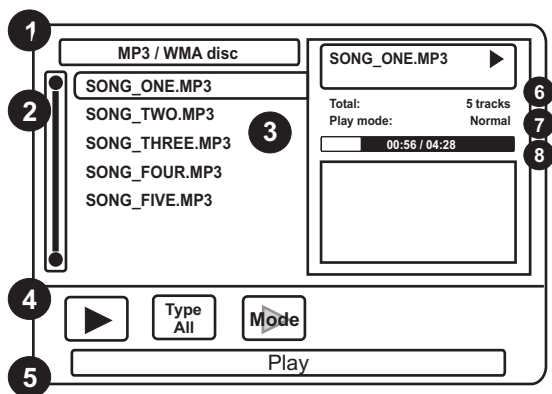 1
MP3 / WMA disc
SONG_ONE.MP3
2
SONG_ONE.MP3
SONG_TWO.MP3
SONG_THREE.MP3
SONG_FOUR.MP3
SONG_FIVE.MP3
3
Total: 5 tracks
6
Play mode: Normal
7
00:56 / 04:28
8
4
Type
All
Mode
Play
5